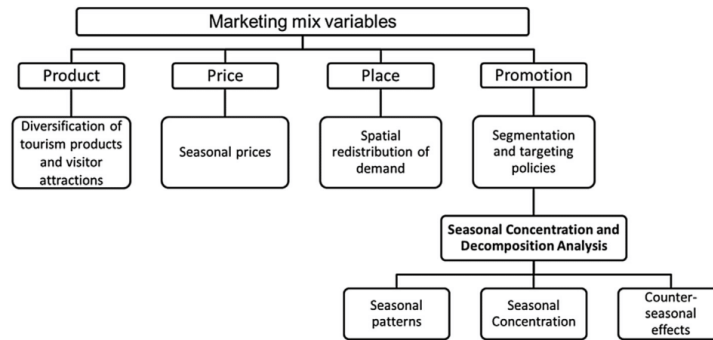 Marketing mix variables
Product
Price
Place
Promotion
Diversification of
tourism products
and visitor
attractions
Seasonal prices
Spatial
redistribution of
demand
Segmentation
and targeting
policies
Seasonal Concentration and
Decomposition Analysis
Seasonal
patterns
Seasonal
Concentration
Counter-
seasonal
effects